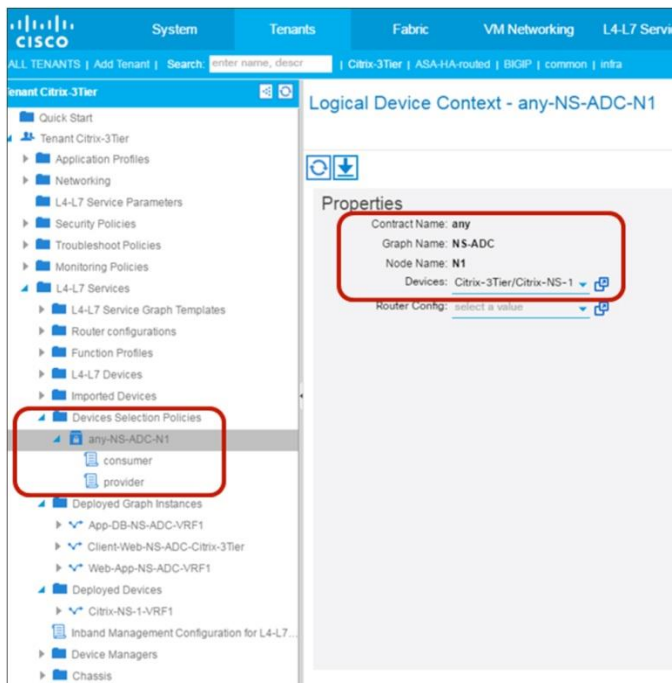 CISCO
System
Tenants
Fabric
VM Networking
L4-L7 Servi
ALL TENANTS | Add Tenant | Search: enter name, descr | Citrix-3Tier | ASA-HA-routed | BIGIP | common | infra
enant Citrix-3Tier
Quick Start
Tenant Citrix-3Tier
Application Profiles
Networking
L4-L7 Service Parameters
Security Policies
Troubleshoot Policies
Monitoring Policies
L4-L7 Services
L4-L7 Service Graph Templates
Router configurations
Function Profiles
L4-L7 Devices
Imported Devices
Devices Selection Policies
any-NS-ADC-N1
consumer
provider
Deployed Graph Instances
App-DB-NS-ADC-VRF1
Client-Web-NS-ADC-Citrix-3Tier
Web-App-NS-ADC-VRF1
Deployed Devices
Citrix-NS-1-VRF1
Inband Management Configuration for L4-L7...
Device Managers
Chassis
Logical Device Context - any-NS-ADC-N1
Properties
Contract Name: any
Graph Name: NS-ADC
Node Name: N1
Devices: Citrix-3Tier/Citrix-NS-1
Router Config: select a value